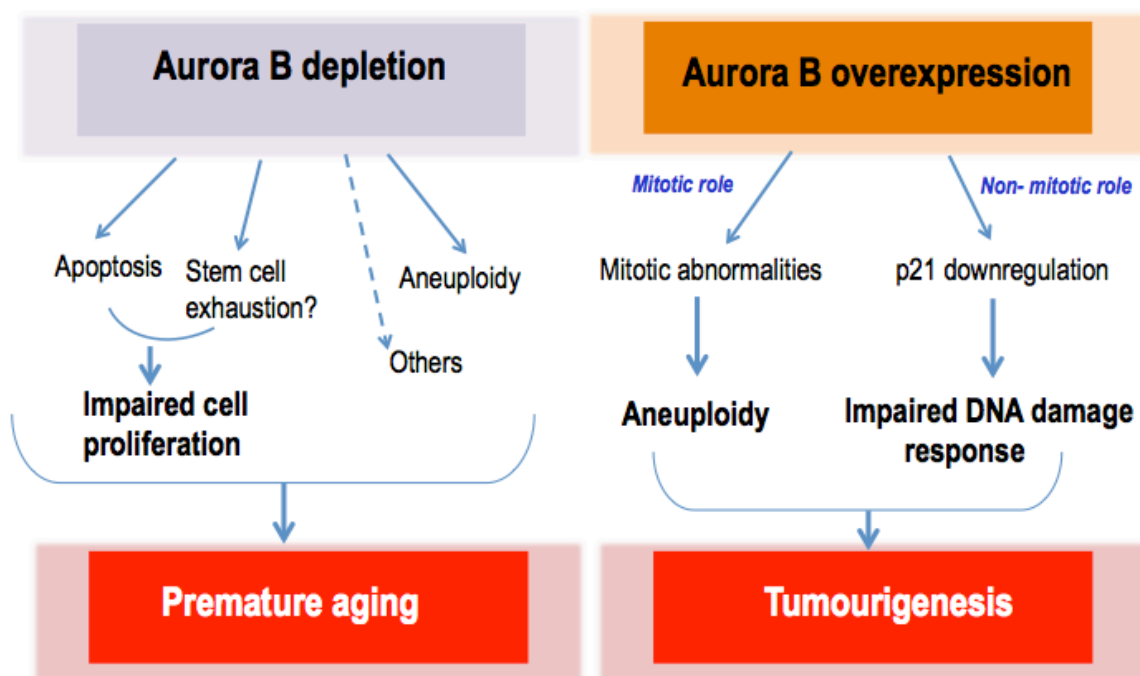 Aurora B depletion
Apoptosis
Stem cell
exhaustion?
Aneuploidy
Others
Impaired cell
proliferation
Premature aging
Aurora B overexpression
Mitotic role
Non- mitotic role
Mitotic abnormalities
p21 downregulation
Aneuploidy
Impaired DNA damage
response
Tumourigenesis